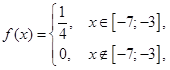 f(x) = { 1/4, x ∈ [−7; −3],
0, x ∉ [−7; −3],